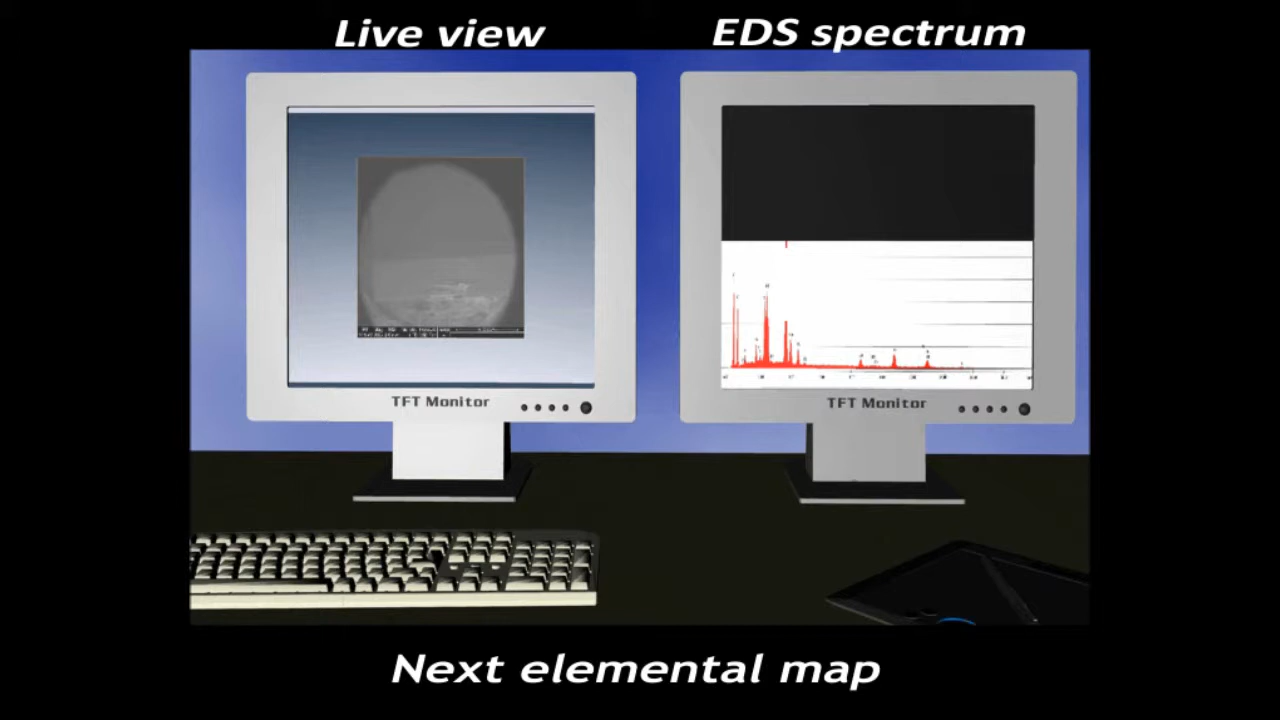 Live view
EDS spectrum
TFT Monitor
TFT Monitor
Next elemental map